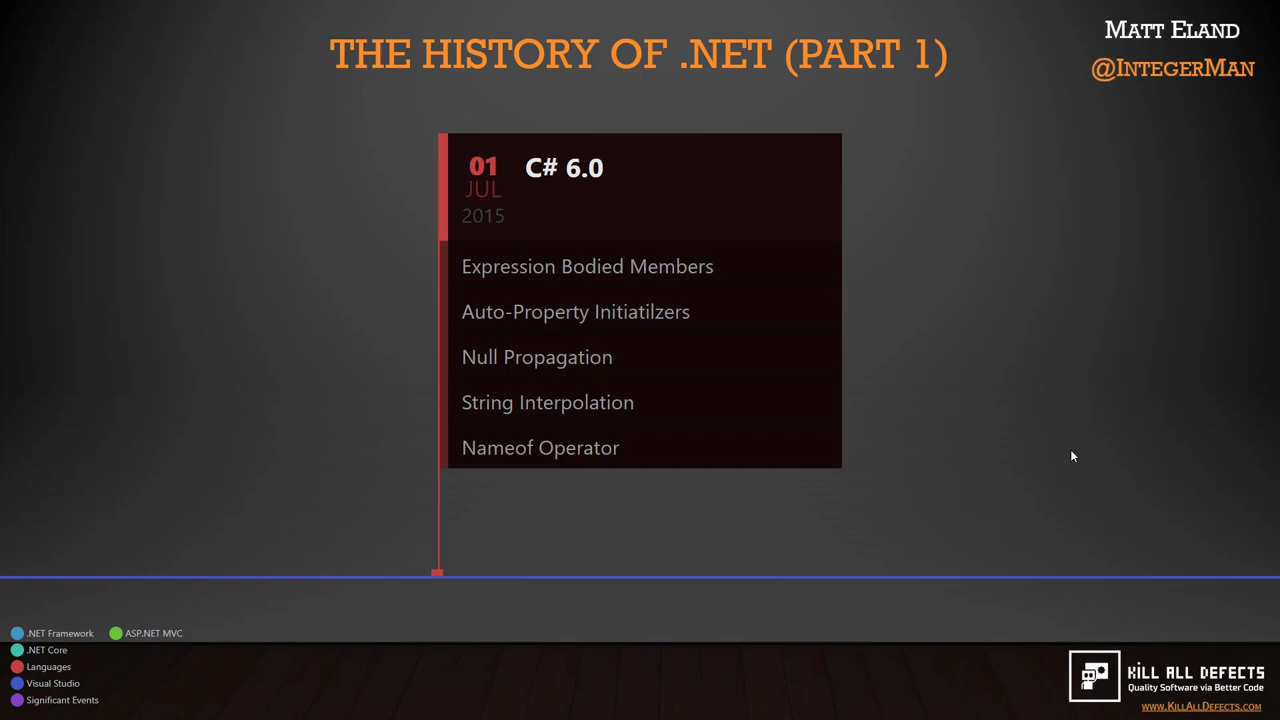 THE HISTORY OF .NET (PART 1)
MATT ELAND
@INTEGERMAN
01
JUL
2015
C# 6.0
Expression Bodied Members
Auto-Property Initiatilzers
Null Propagation
String Interpolation
Nameof Operator
.NET Framework
ASP.NET MVC
.NET Core
Languages
Visual Studio
Significant Events
KILL ALL DEFECTS
Quality Software via Better Code
WWW.KILLALLDEFECTS.COM